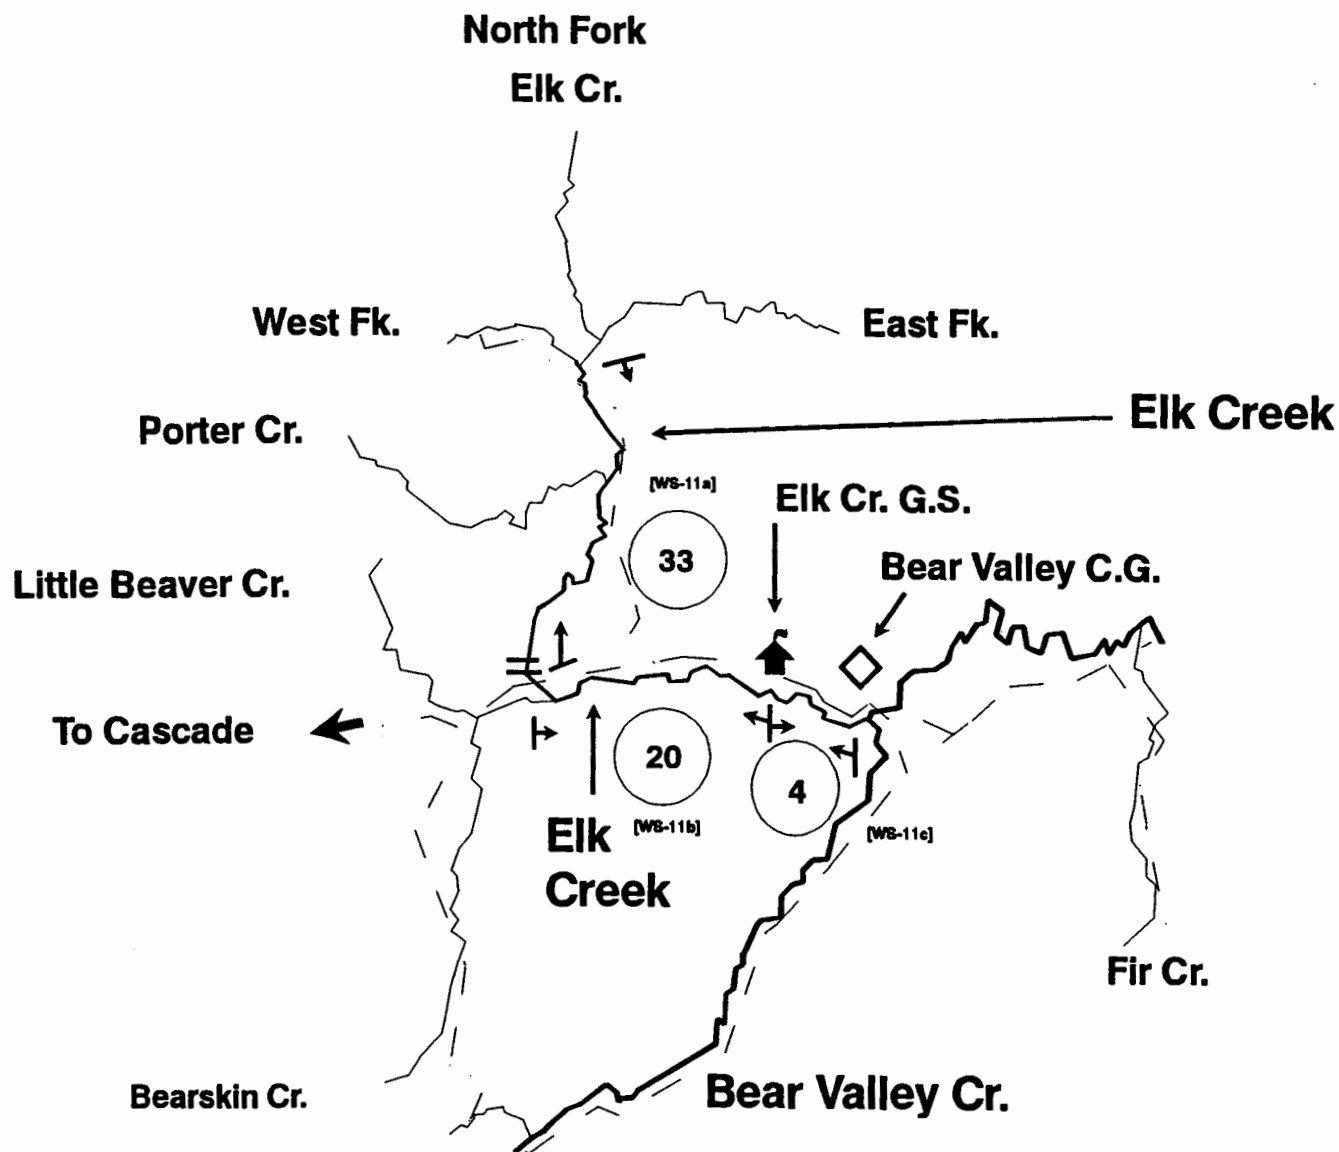 North Fork
Elk Cr.
West Fk.
East Fk.
Elk Creek
Porter Cr.
[WS-11a]
Elk Cr. G.S.
33
Bear Valley C.G.
Little Beaver Cr.
To Cascade
20
4
Elk
Creek
[WS-11b]
[WS-11c]
Fir Cr.
Bearskin Cr.
Bear Valley Cr.